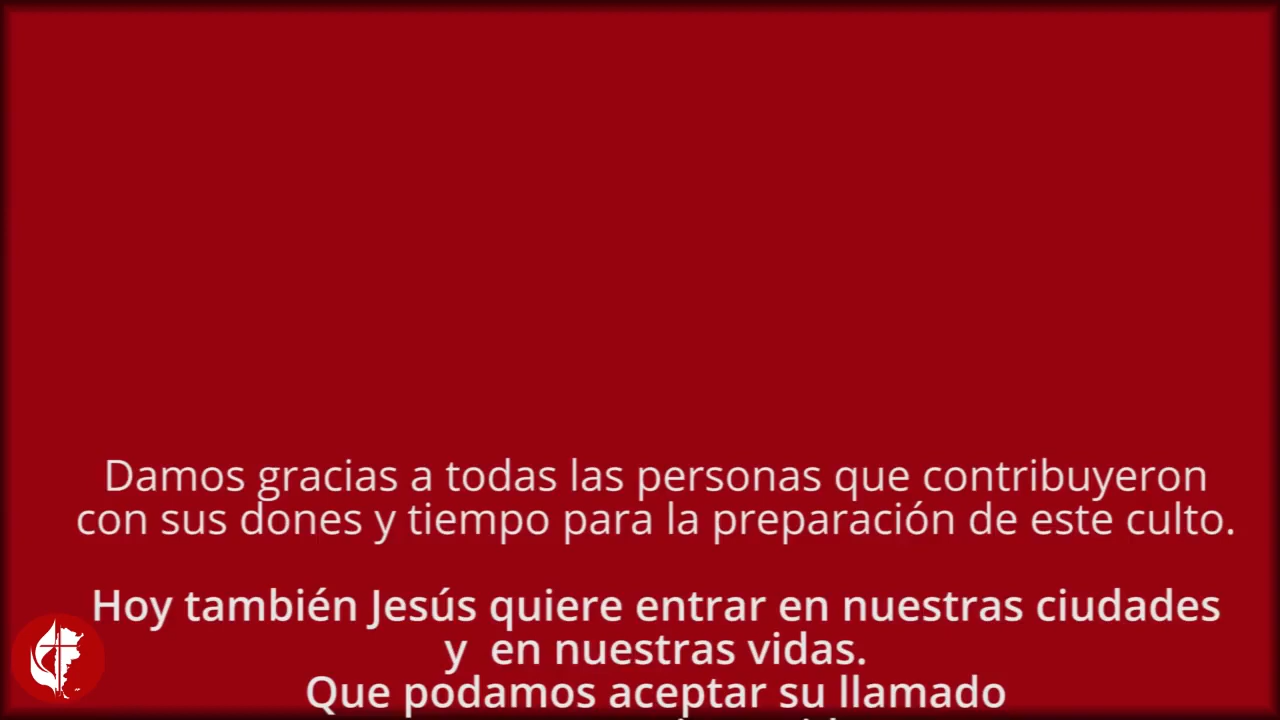 Damos gracias a todas las personas que contribuyeron
con sus dones y tiempo para la preparación de este culto.
Hoy también Jesús quiere entrar en nuestras ciudades
y  en nuestras vidas.
Que podamos aceptar su llamado